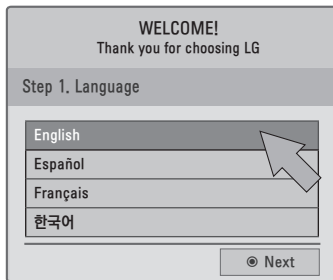 WELCOME!
Thank you for choosing LG
Step 1. Language
English
Español
Français
한국어
◉ Next